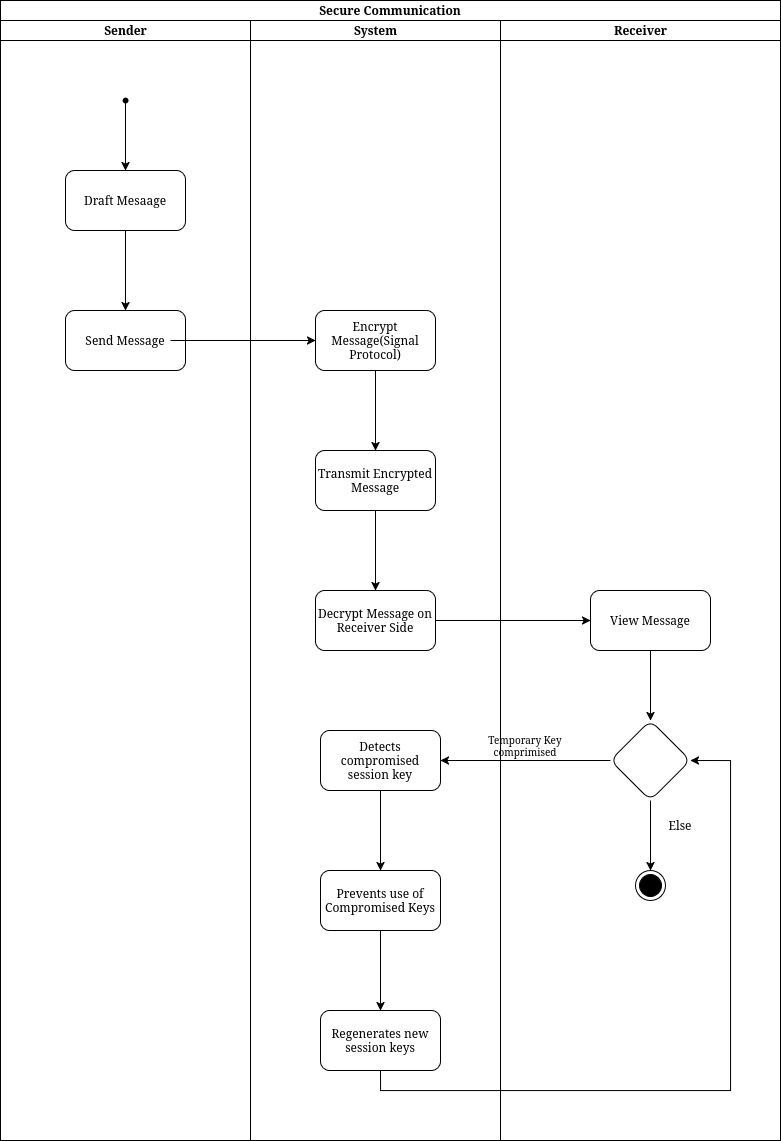 Secure Communication
Sender
System
Receiver
Draft Mesaage
Send Message
Encrypt
Message(Signal
Protocol)
Transmit Encrypted
Message
Decrypt Message on
Receiver Side
View Message
Temporary Key
comprimised
Detects
compromised
session key
Else
Prevents use of
Compromised Keys
Regenerates new
session keys